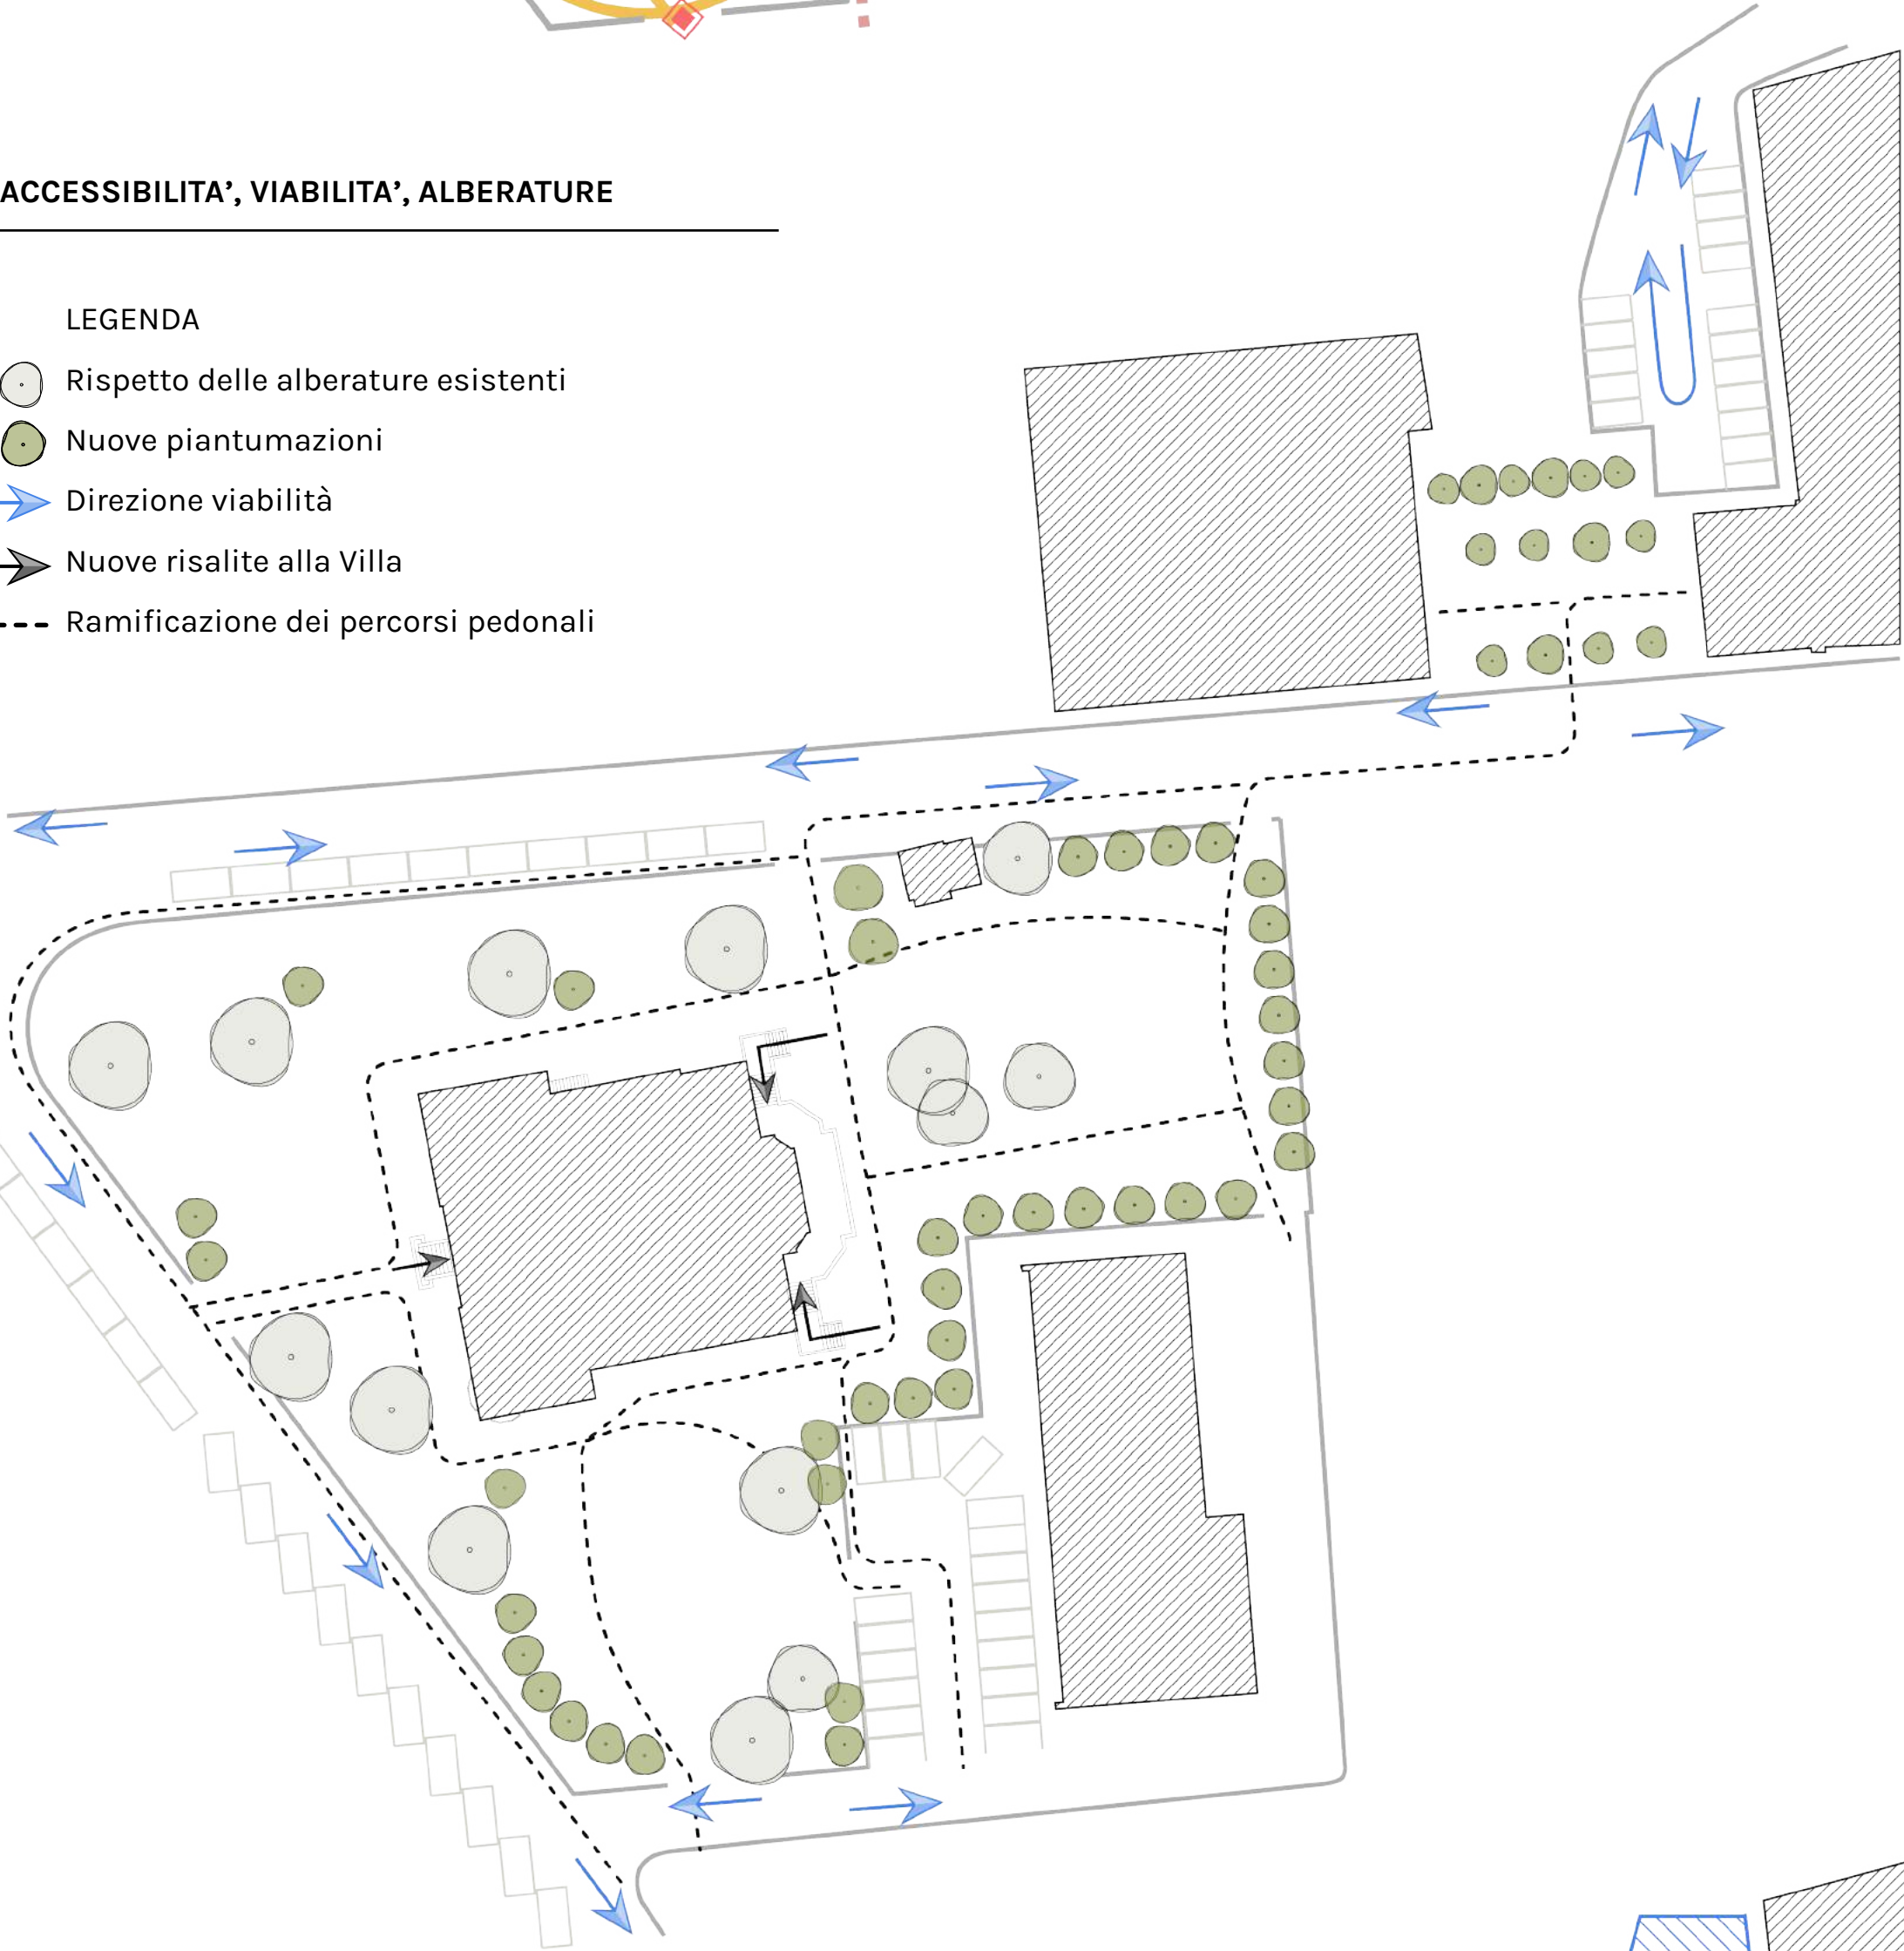 ACCESSIBILITA’, VIABILITA’, ALBERATURE
LEGENDA
Rispetto delle alberature esistenti
Nuove piantumazioni
Direzione viabilità
Nuove risalite alla Villa
Ramificazione dei percorsi pedonali